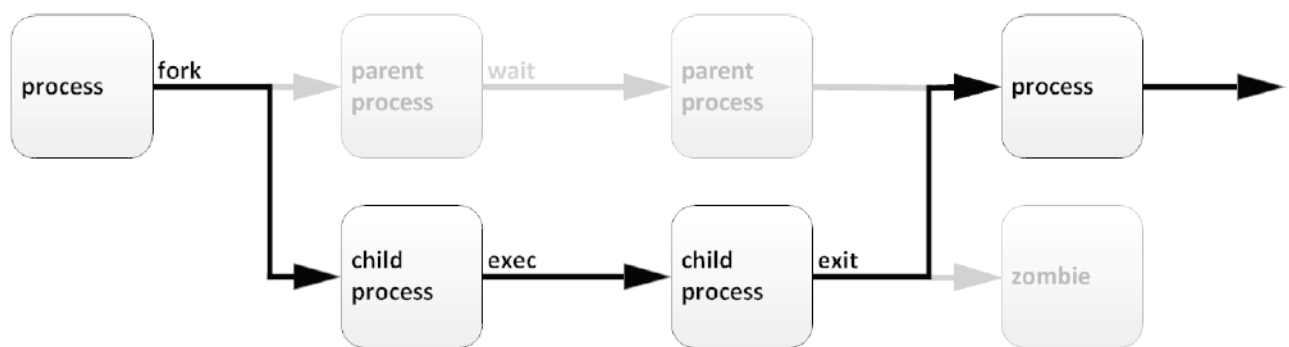 process
fork
parent
process
wait
parent
process
process
child
process
exec
child
process
exit
zombie